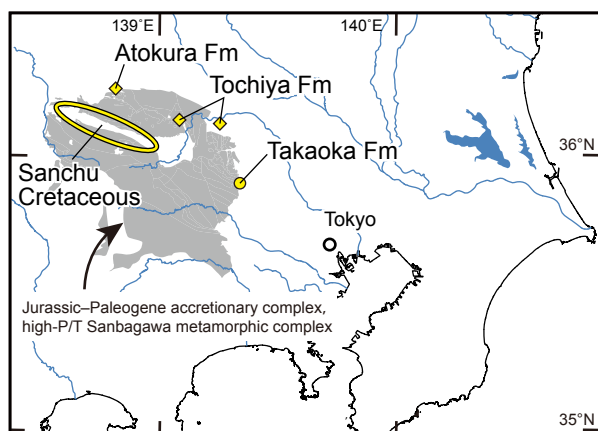 139°E
140°E
Atokura Fm
Tochiya Fm
36°N
Takaoka Fm
Sanchu
Cretaceous
Tokyo
Jurassic–Paleogene accretionary complex,
high-P/T Sanbagawa metamorphic complex
35°N